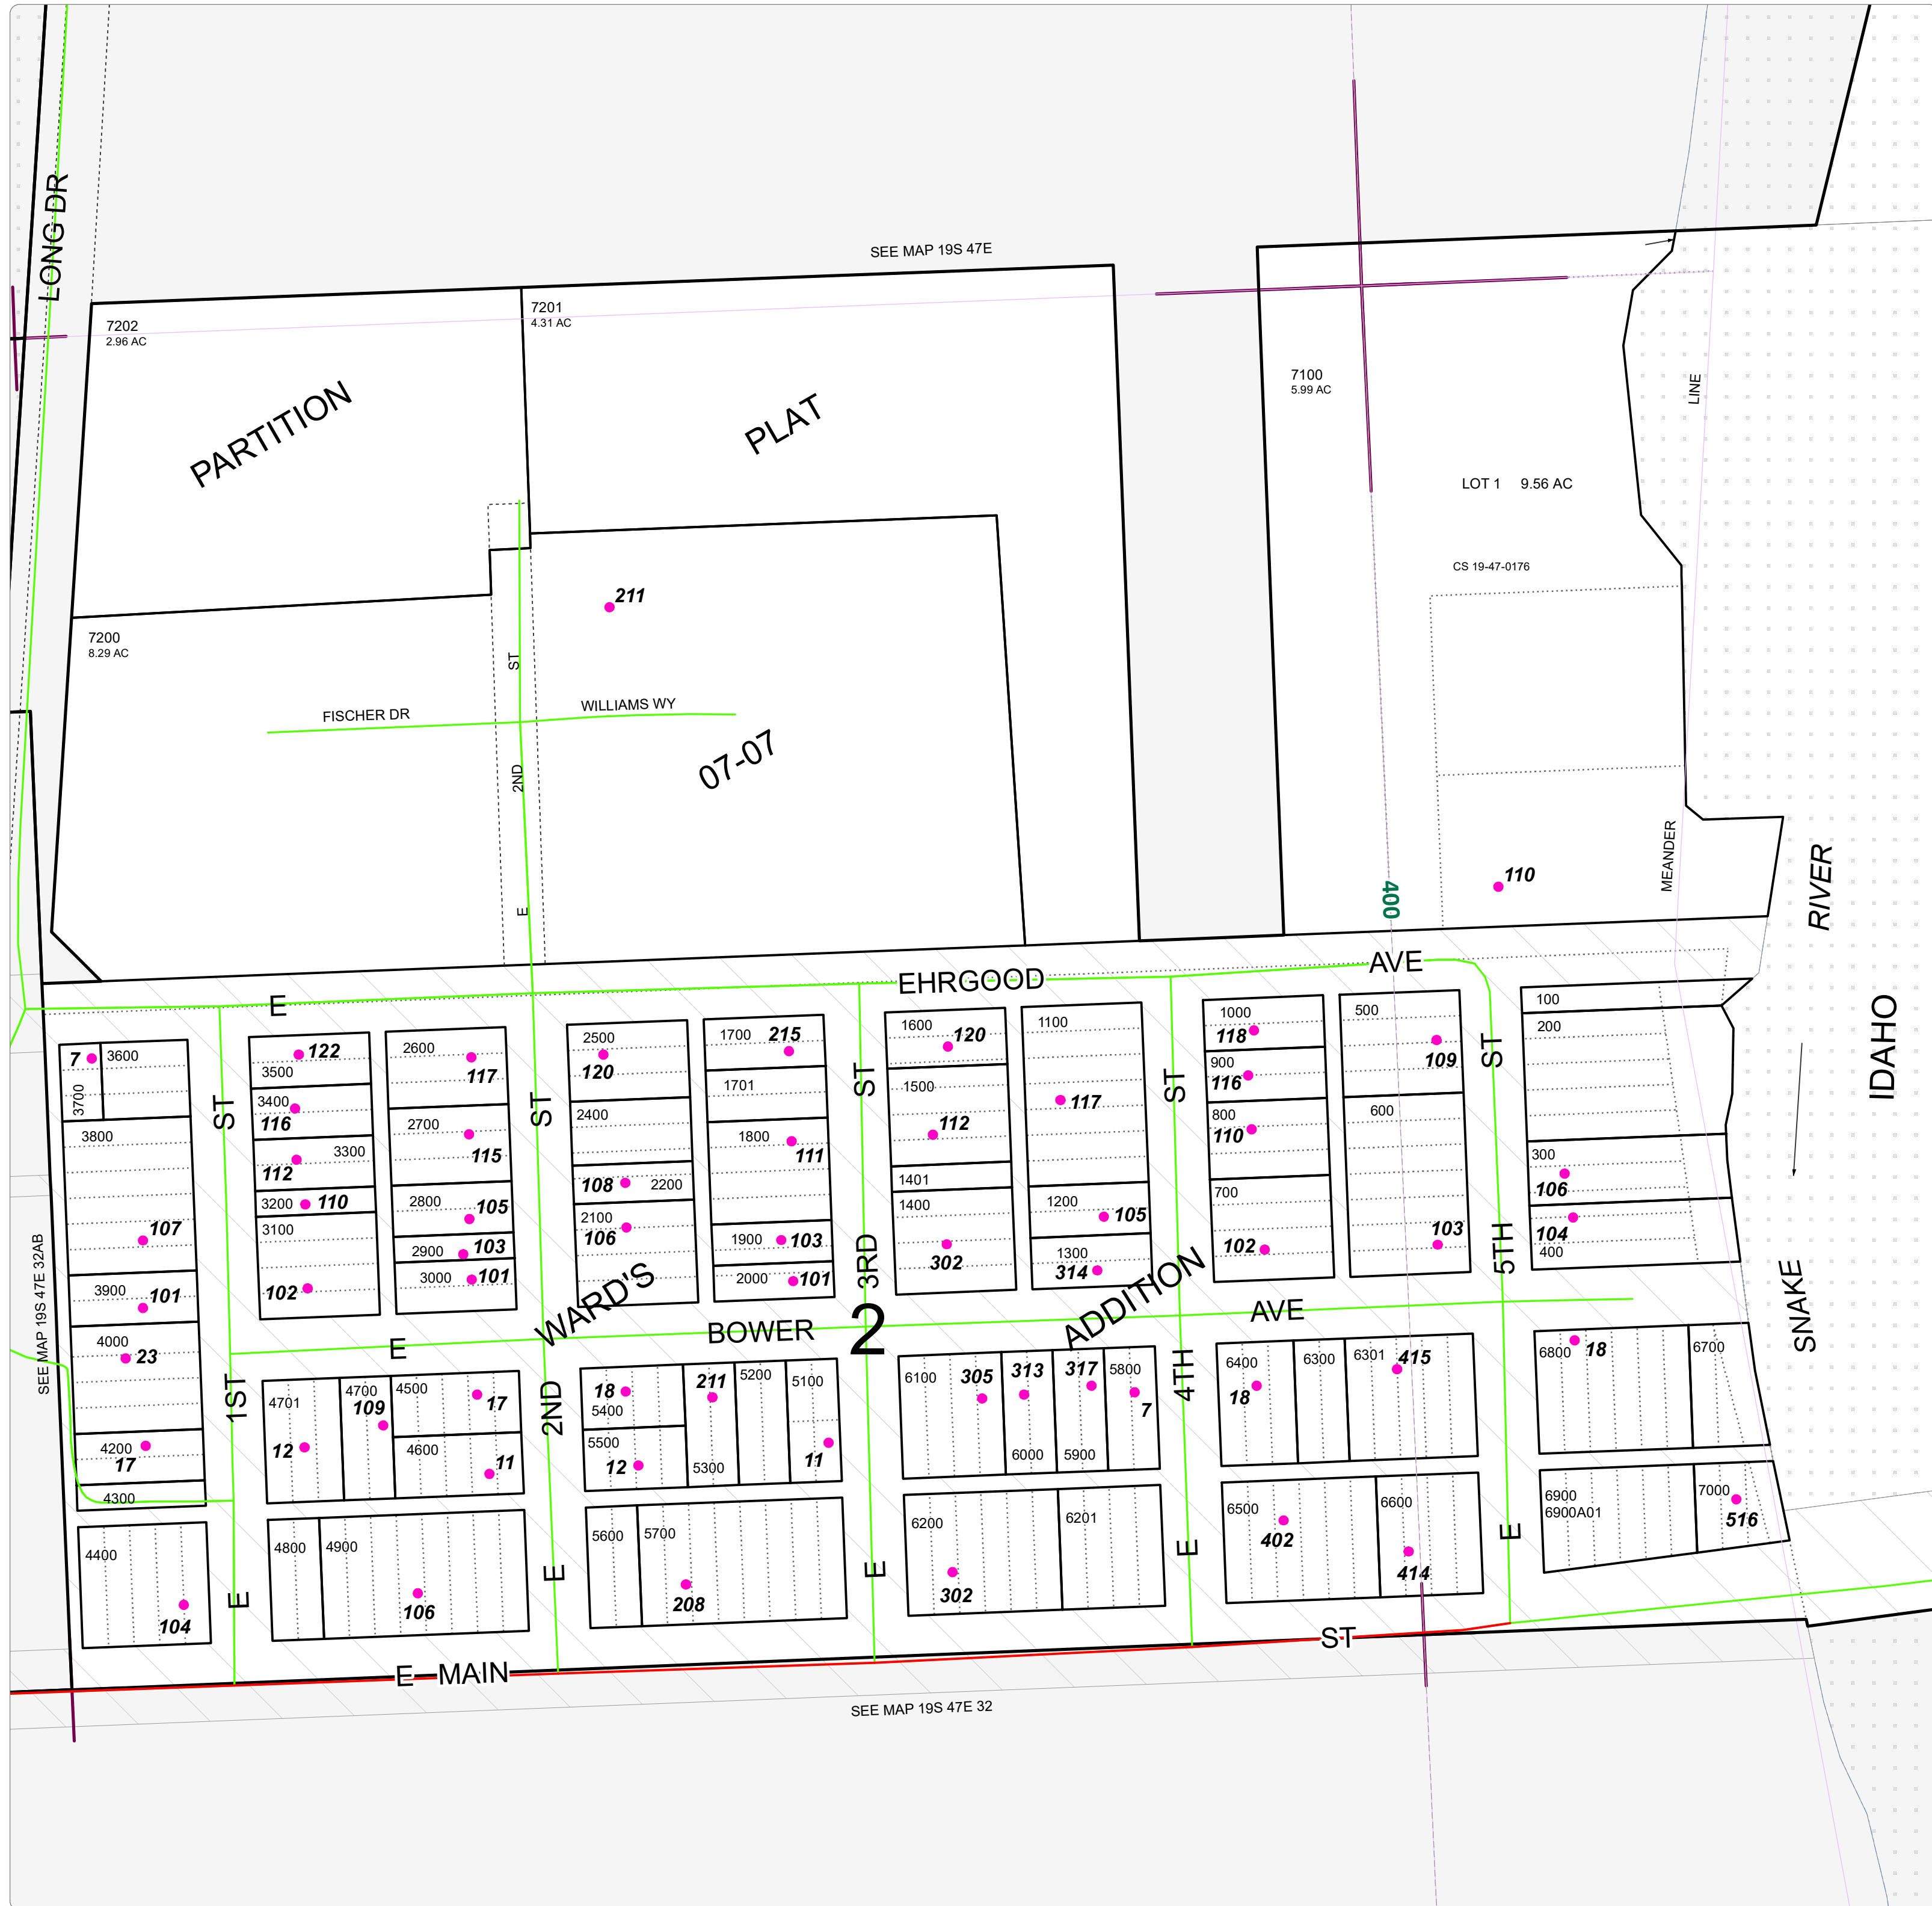 LONG DR
SEE MAP 19S 47E
7202
2.96 AC
7201
4.31 AC
PARTITION
PLAT
7100
5.99 AC
LINE
LOT 1 9.56 AC
CS 19-47-0176
211
7200
8.29 AC
ST
FISCHER DR
WILLIAMS WY
2ND
07-07
E
110
400
MEANDER
RIVER
IDAHO
SNAKE
E
EHRGOOD
AVE
7
3600
3700
3800
107
3900
101
4000
23
4200
17
4300
4400
104
SEE MAP 19S 47E 32AB
ST
1ST
E
122
3500
3400
116
3300
112
3200
110
3100
102
2600
117
2700
115
2800
105
2900
103
3000
101
ST
2ND
E
2500
120
2400
108
2200
2100
106
1700
215
1701
1800
111
1900
103
2000
101
ST
3RD
E
1600
120
1500
112
1401
1400
302
1100
117
1200
105
1300
314
ST
4TH
E
1000
118
900
116
800
110
700
102
500
109
600
103
ST
5TH
E
100
200
300
106
104
400
WARD'S
2
ADDITION
E
BOWER
AVE
4701
12
4700
109
4500
17
4600
11
18
5400
5500
12
211
5300
5200
5100
11
6100
305
313
6000
317
5900
5800
7
6400
18
6300
6301
415
6800
18
6700
4800
4900
106
5600
5700
208
6200
302
6201
6500
402
6600
414
6900
6900A01
7000
516
E MAIN
ST
SEE MAP 19S 47E 32